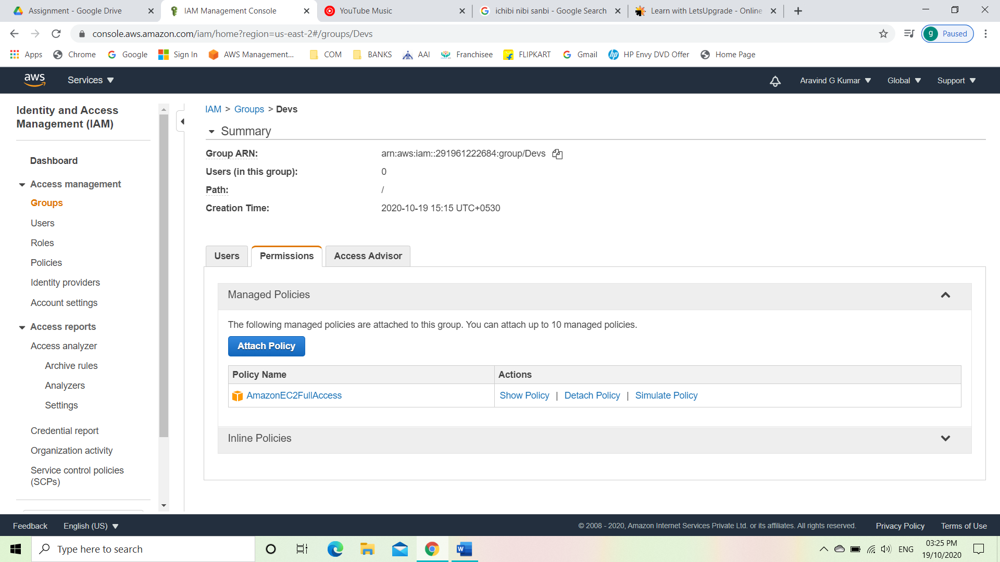 Assignment - Google Drive
IAM Management Console
YouTube Music
ichibi nibi sanbi - Google Search
Learn with LetsUpgrade - Online
console.aws.amazon.com/iam/home?region=us-east-2#/groups/Devs
g Paused
Apps Chrome Google Sign In AWS Management... COM BANKS AAI Franchisee FLIPKART Gmail HP Envy DVD Offer Home Page
aws Services Aravind G Kumar Global Support
Identity and Access
Management (IAM)
Dashboard
Access management
Groups
Users
Roles
Policies
Identity providers
Account settings
Access reports
Access analyzer
Archive rules
Analyzers
Settings
Credential report
Organization activity
Service control policies
(SCPs)
IAM > Groups > Devs
Summary
Group ARN: arn:aws:iam::291961222684:group/Devs
Users (in this group): 0
Path: /
Creation Time: 2020-10-19 15:15 UTC+0530
Users Permissions Access Advisor
Managed Policies
The following managed policies are attached to this group. You can attach up to 10 managed policies.
Attach Policy
Policy Name Actions
AmazonEC2FullAccess Show Policy | Detach Policy | Simulate Policy
Inline Policies
Feedback English (US) © 2008 - 2020, Amazon Internet Services Private Ltd. or its affiliates. All rights reserved. Privacy Policy Terms of Use
Type here to search
W
ENG
03:25 PM
19/10/2020